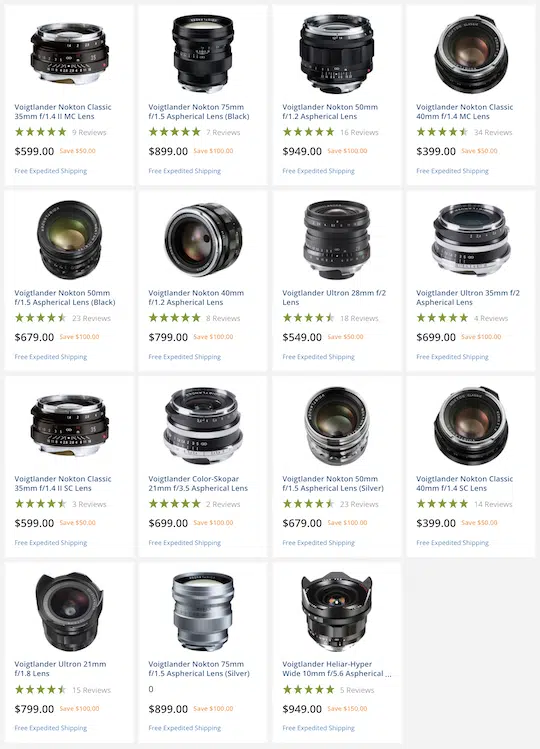 Voigtlander Nokton Classic
35mm f/1.4 II MC Lens
9 Reviews
$599.00 Save $50.00
Free Expedited Shipping
Voigtlander Nokton 75mm
f/1.5 Aspherical Lens (Black)
7 Reviews
$899.00 Save $100.00
Free Expedited Shipping
Voigtlander Nokton 50mm
f/1.2 Aspherical Lens
16 Reviews
$949.00 Save $100.00
Free Expedited Shipping
Voigtlander Nokton Classic
40mm f/1.4 MC Lens
34 Reviews
$399.00 Save $50.00
Free Expedited Shipping
Voigtlander Nokton 50mm
f/1.5 Aspherical Lens (Black)
23 Reviews
$679.00 Save $100.00
Free Expedited Shipping
Voigtlander Nokton 40mm
f/1.2 Aspherical Lens
8 Reviews
$799.00 Save $100.00
Free Expedited Shipping
Voigtlander Ultron 28mm f/2
Lens
18 Reviews
$549.00 Save $50.00
Free Expedited Shipping
Voigtlander Ultron 35mm f/2
Aspherical Lens
4 Reviews
$699.00 Save $100.00
Free Expedited Shipping
Voigtlander Nokton Classic
35mm f/1.4 II SC Lens
3 Reviews
$599.00 Save $50.00
Free Expedited Shipping
Voigtlander Color-Skopar
21mm f/3.5 Aspherical Lens
2 Reviews
$699.00 Save $100.00
Free Expedited Shipping
Voigtlander Nokton 50mm
f/1.5 Aspherical Lens (Silver)
23 Reviews
$679.00 Save $100.00
Free Expedited Shipping
Voigtlander Nokton Classic
40mm f/1.4 SC Lens
14 Reviews
$399.00 Save $50.00
Free Expedited Shipping
Voigtlander Ultron 21mm
f/1.8 Lens
15 Reviews
$799.00 Save $100.00
Free Expedited Shipping
Voigtlander Nokton 75mm
f/1.5 Aspherical Lens (Silver)
0
$899.00 Save $100.00
Free Expedited Shipping
Voigtlander Heliar-Hyper
Wide 10mm f/5.6 Aspherical ...
5 Reviews
$949.00 Save $150.00
Free Expedited Shipping